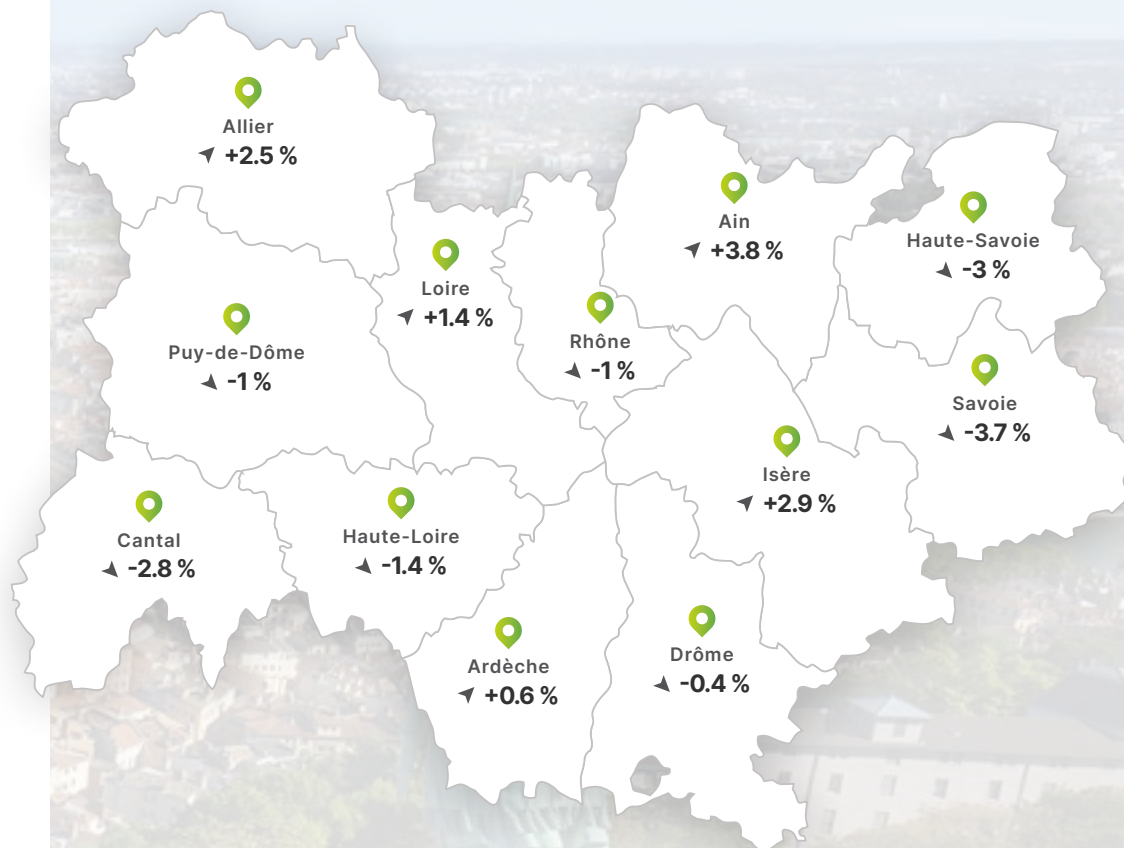 Allier
+2.5 %
Ain
+3.8 %
Haute-Savoie
-3 %
Loire
+1.4 %
Rhône
-1 %
Puy-de-Dôme
-1 %
Savoie
-3.7 %
Isère
+2.9 %
Cantal
-2.8 %
Haute-Loire
-1.4 %
Ardèche
+0.6 %
Drôme
-0.4 %